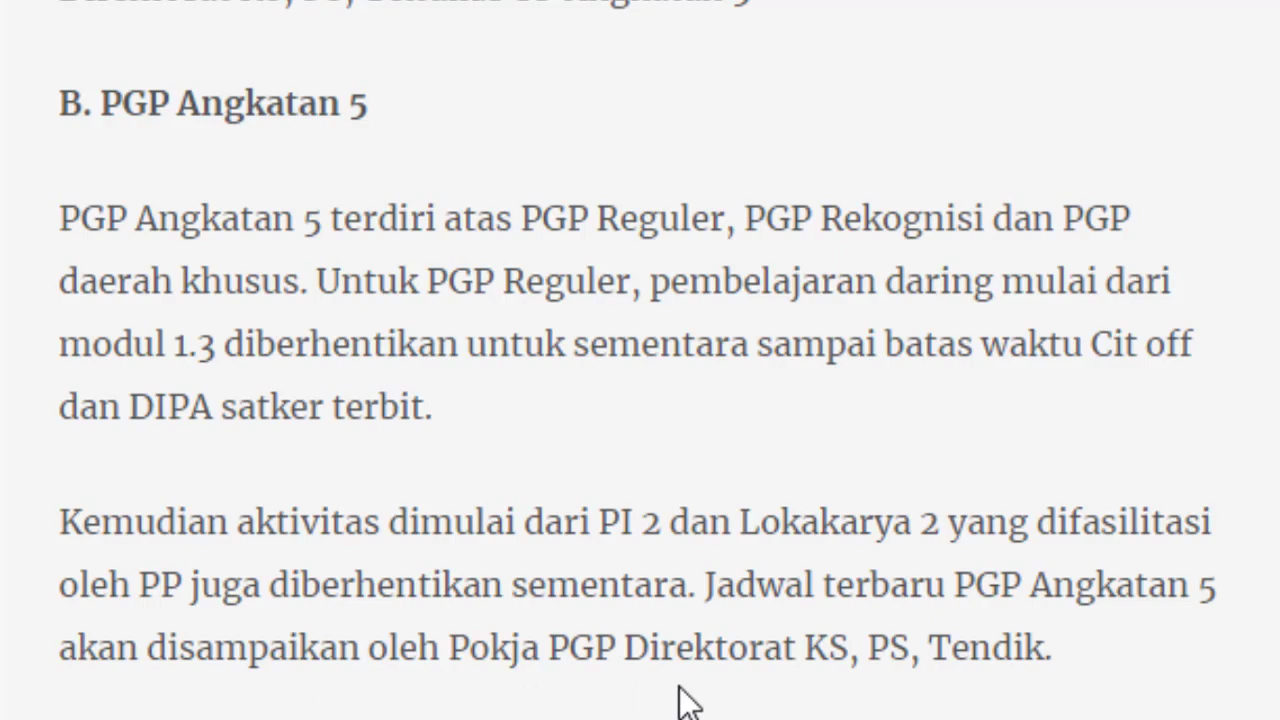 B. PGP Angkatan 5
PGP Angkatan 5 terdiri atas PGP Reguler, PGP Rekognisi dan PGP
daerah khusus. Untuk PGP Reguler, pembelajaran daring mulai dari
modul 1.3 diberhentikan untuk sementara sampai batas waktu Cit off
dan DIPA satker terbit.
Kemudian aktivitas dimulai dari PI 2 dan Lokakarya 2 yang difasilitasi
oleh PP juga diberhentikan sementara. Jadwal terbaru PGP Angkatan 5
akan disampaikan oleh Pokja PGP Direktorat KS, PS, Tendik.